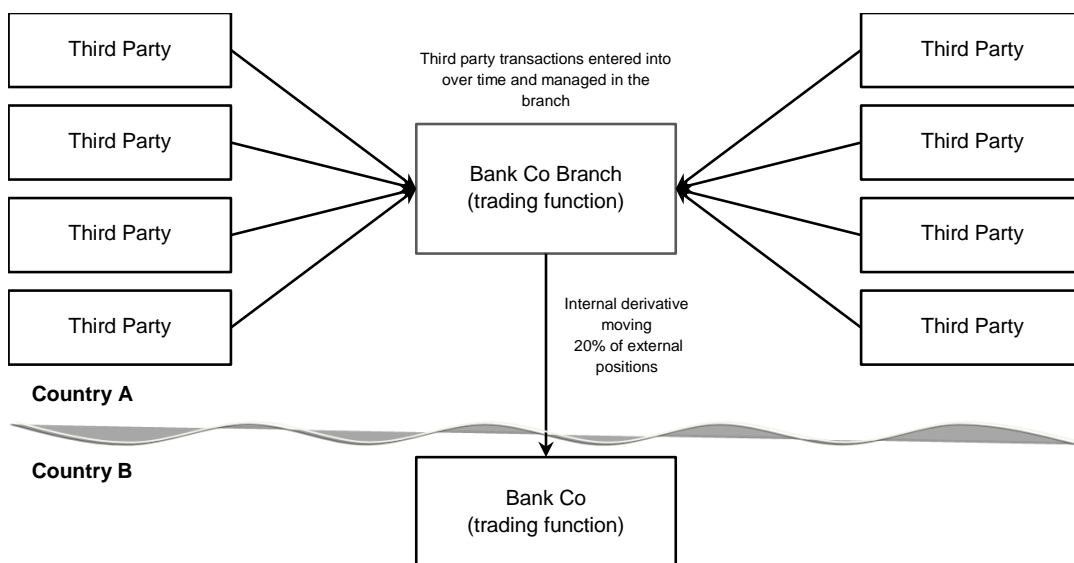 Third Party
Third Party
Third Party
Third Party
Third party transactions entered into
over time and managed in the
branch
Bank Co Branch
(trading function)
Internal derivative
moving
20% of external
positions
Third Party
Third Party
Third Party
Third Party
Country A
Country B
Bank Co
(trading function)